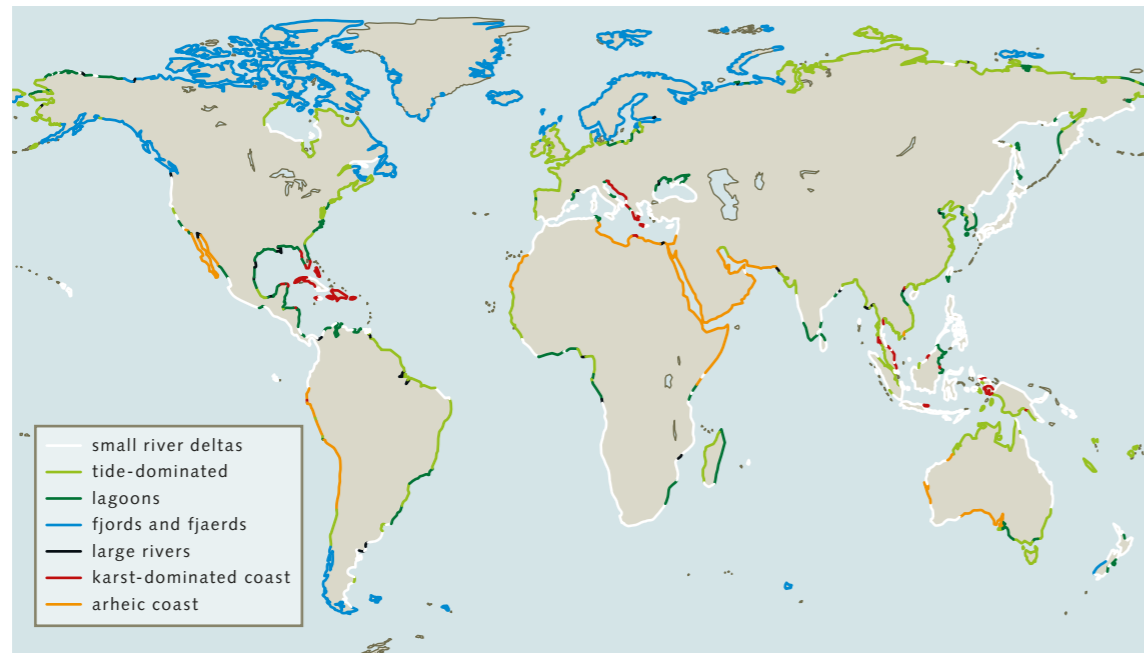 small river deltas
tide-dominated
lagoons
fjords and fjaerds
large rivers
karst-dominated coast
arheic coast